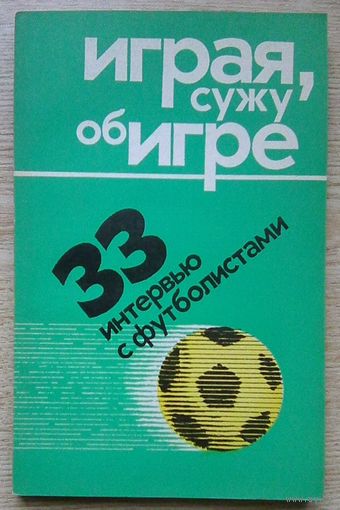 играя,
сужу
об игре
33
интервью
с футболистами